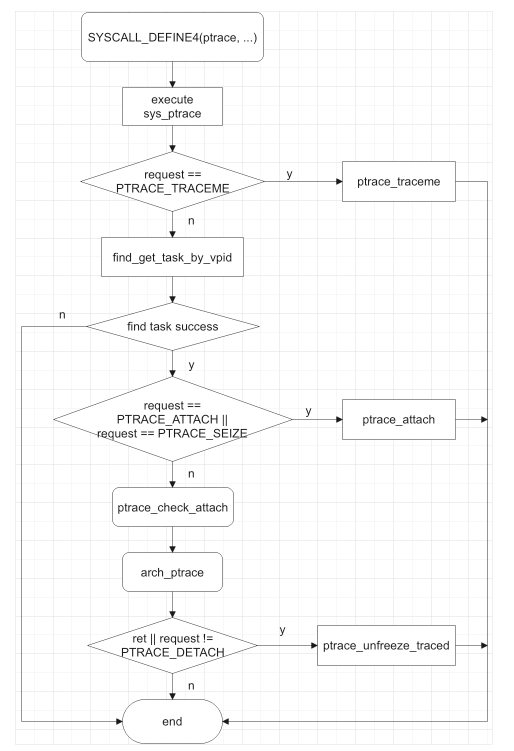 SYSCALL_DEFINE4(ptrace, ...)
execute
sys_ptrace
request ==
PTRACE_TRACEME
y
ptrace_traceme
n
find_get_task_by_vpid
find task success
n
y
request ==
PTRACE_ATTACH ||
request == PTRACE_SEIZE
y
ptrace_attach
n
ptrace_check_attach
arch_ptrace
ret || request !=
PTRACE_DETACH
y
ptrace_unfreeze_traced
n
end